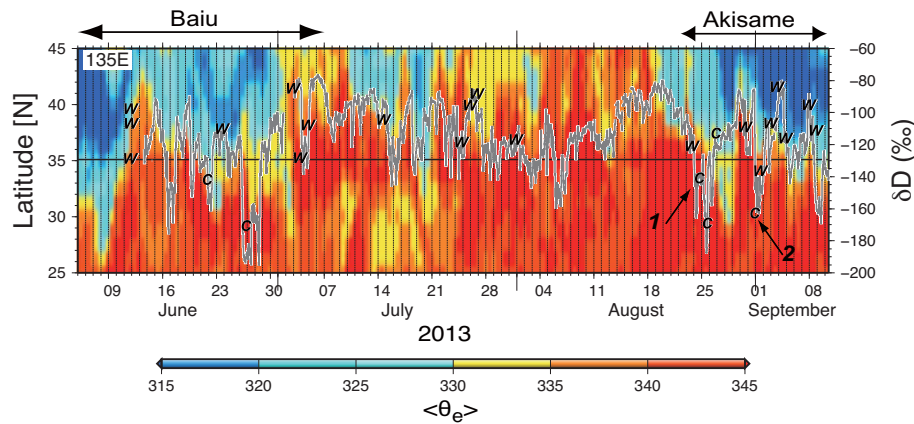 Baiu
Akisame
135E
Latitude [N]
45
40
35
30
25
W
W
W
C
W
C
W
W
W
W
W
W
W
W
W
C
C
C
W
W
C
W
W
W
W
W
1
2
-60
-80
-100
-120
-140
-160
-180
-200
δD (‰)
09 16 23 30 07 14 21 28 04 11 18 25 01 08
June July August September
2013
315 320 325 330 335 340 345
<θe>